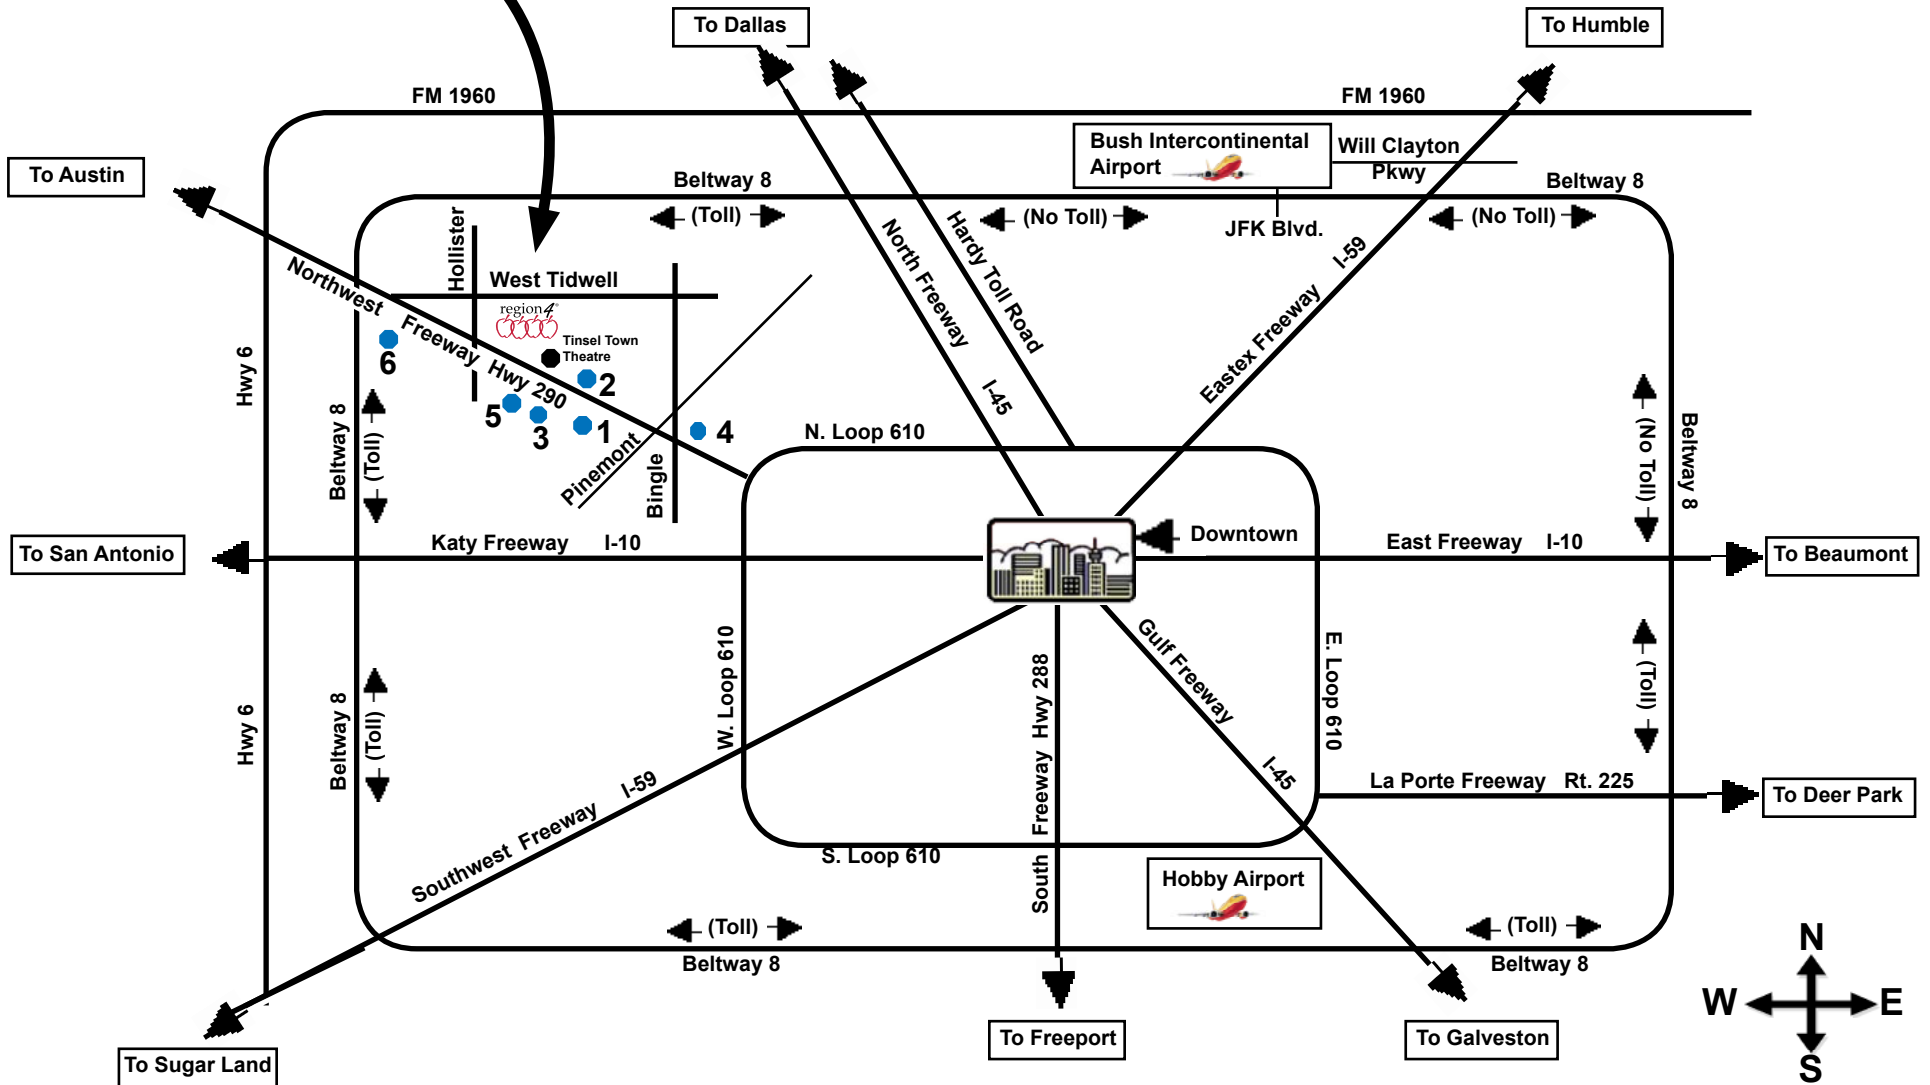 To Dallas
To Humble
FM 1960
FM 1960
Bush Intercontinental
Airport
Will Clayton
Pkwy
To Austin
Beltway 8
Beltway 8
(Toll)
(No Toll)
(No Toll)
JFK Blvd.
Hollister
West Tidwell
region4
Tinsel Town
Theatre
Northwest Freeway Hwy 290
North Freeway I-45
Hardy Toll Road
Eastex Freeway I-59
6
2
5
3
1
4
Pinemont
Bingle
Hwy 6
Beltway 8
(Toll)
N. Loop 610
(No Toll)
Beltway 8
To San Antonio
Katy Freeway I-10
Downtown
East Freeway I-10
To Beaumont
Hwy 6
Beltway 8
(Toll)
W. Loop 610
South Freeway Hwy 288
Gulf Freeway I-45
E. Loop 610
(Toll)
Southwest Freeway I-59
La Porte Freeway Rt. 225
To Deer Park
S. Loop 610
Hobby Airport
(Toll)
(Toll)
Beltway 8
Beltway 8
To Sugar Land
To Freeport
To Galveston
N
W
E
S